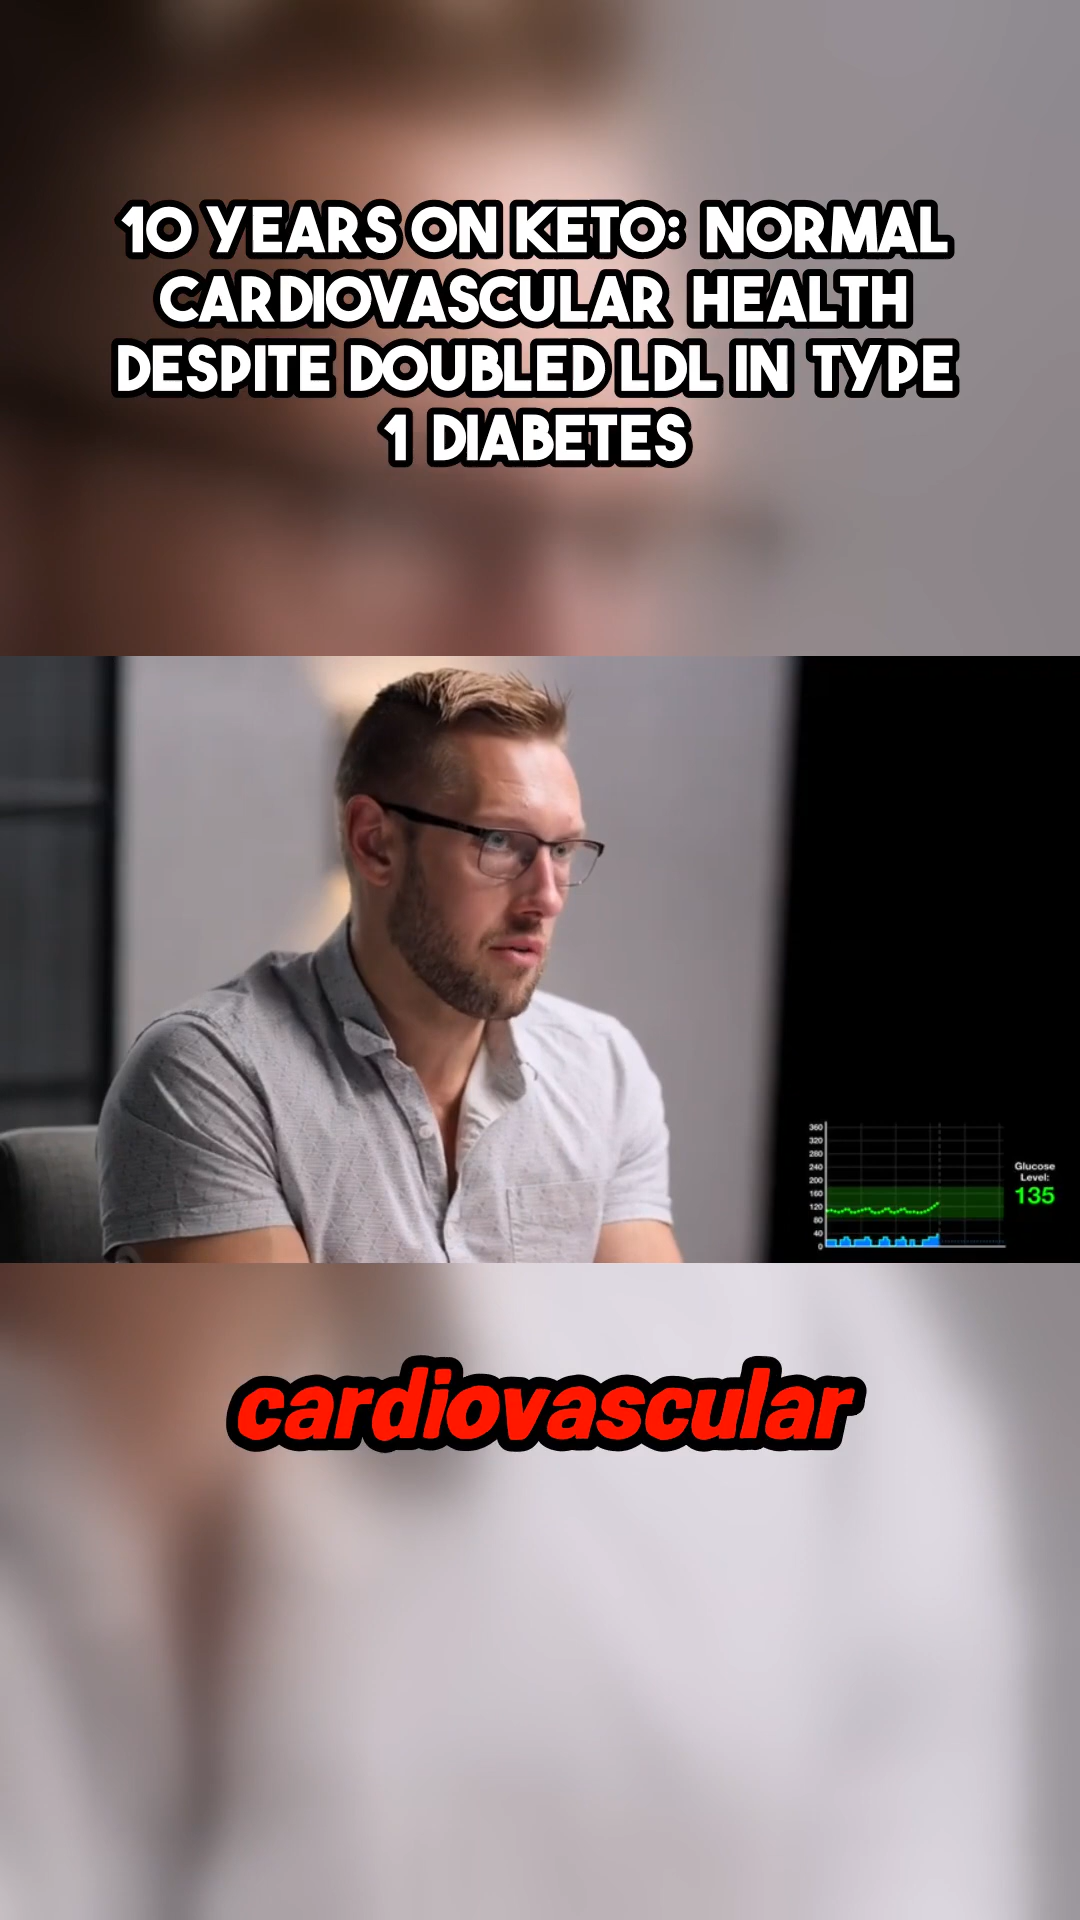 10 YEARS ON KETO: NORMAL
CARDIOVASCULAR HEALTH
DESPITE DOUBLED LDL IN TYPE
1 DIABETES
360
320
280
240
200
160
120
80
40
0
Glucose
Level:
135
cardiovascular